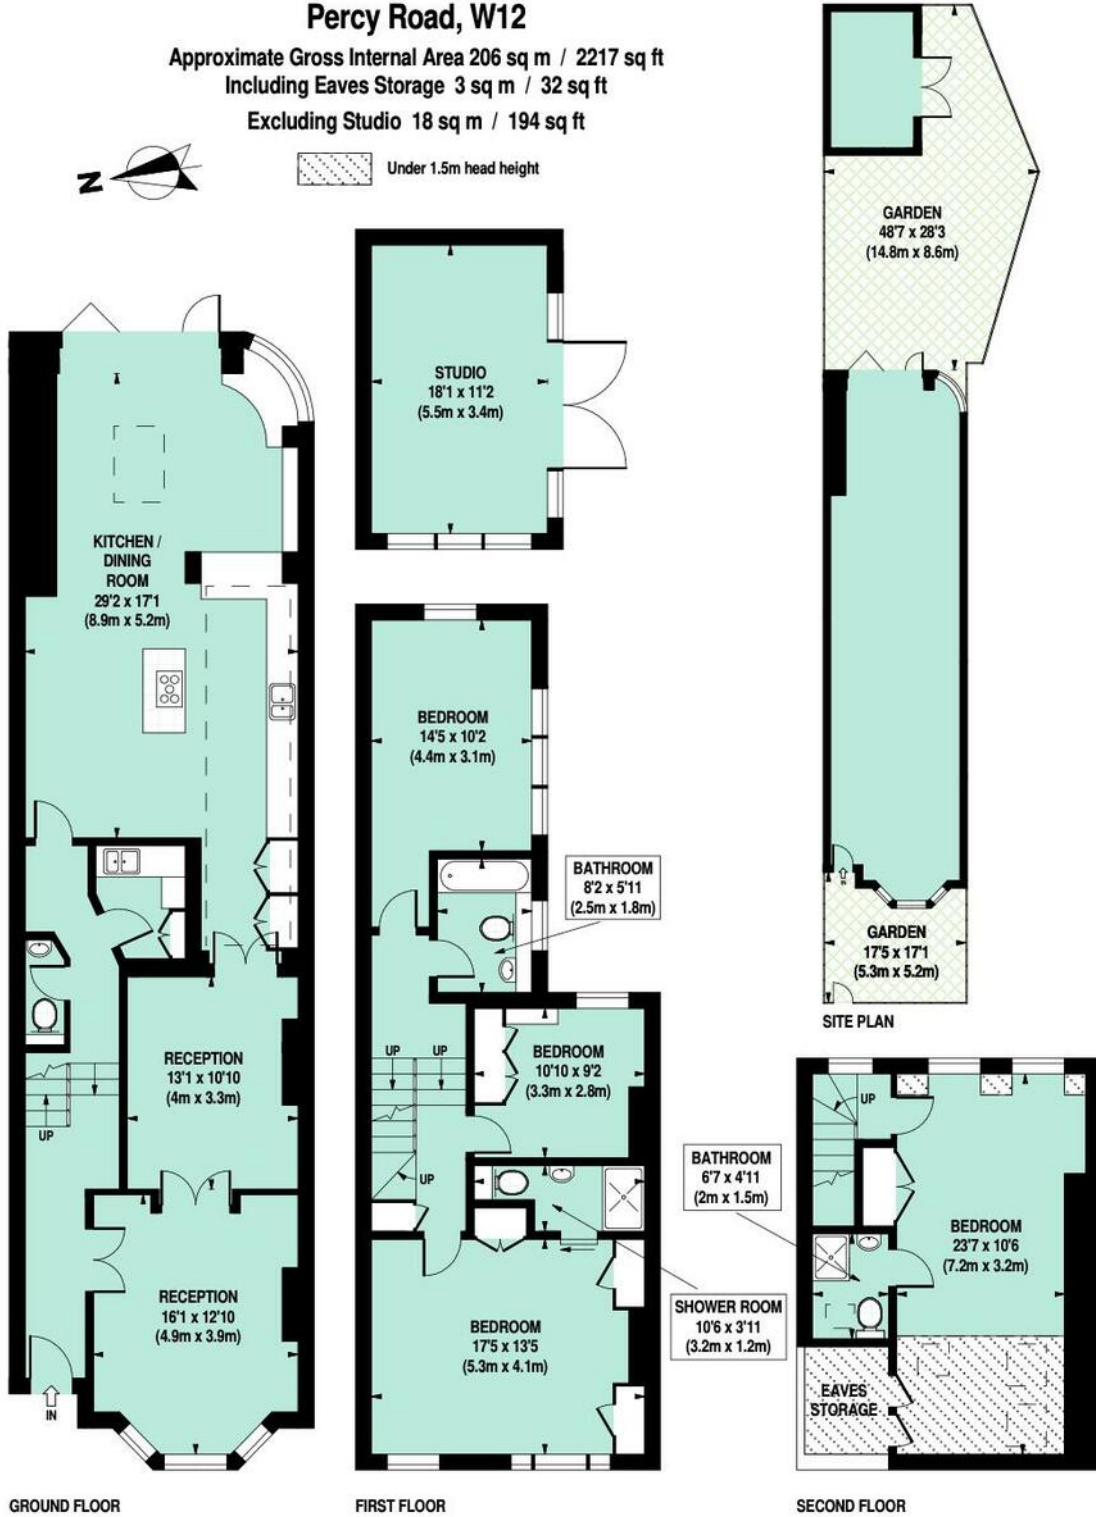 Percy Road, W12
Approximate Gross Internal Area 206 sq m / 2217 sq ft
Including Eaves Storage 3 sq m / 32 sq ft
Excluding Studio 18 sq m / 194 sq ft
Under 1.5m head height
N
KITCHEN /
DINING
ROOM
29'2 x 17'1
(8.9m x 5.2m)
UP
RECEPTION
13'1 x 10'10
(4m x 3.3m)
RECEPTION
16'1 x 12'10
(4.9m x 3.9m)
IN
GROUND FLOOR
STUDIO
18'1 x 11'2
(5.5m x 3.4m)
BEDROOM
14'5 x 10'2
(4.4m x 3.1m)
BATHROOM
8'2 x 5'11
(2.5m x 1.8m)
UP
UP
BEDROOM
10'10 x 9'2
(3.3m x 2.8m)
UP
SHOWER ROOM
10'6 x 3'11
(3.2m x 1.2m)
BEDROOM
17'5 x 13'5
(5.3m x 4.1m)
FIRST FLOOR
GARDEN
48'7 x 28'3
(14.8m x 8.6m)
IN
GARDEN
17'5 x 17'1
(5.3m x 5.2m)
SITE PLAN
UP
BATHROOM
6'7 x 4'11
(2m x 1.5m)
BEDROOM
23'7 x 10'6
(7.2m x 3.2m)
EAVES
STORAGE
SECOND FLOOR